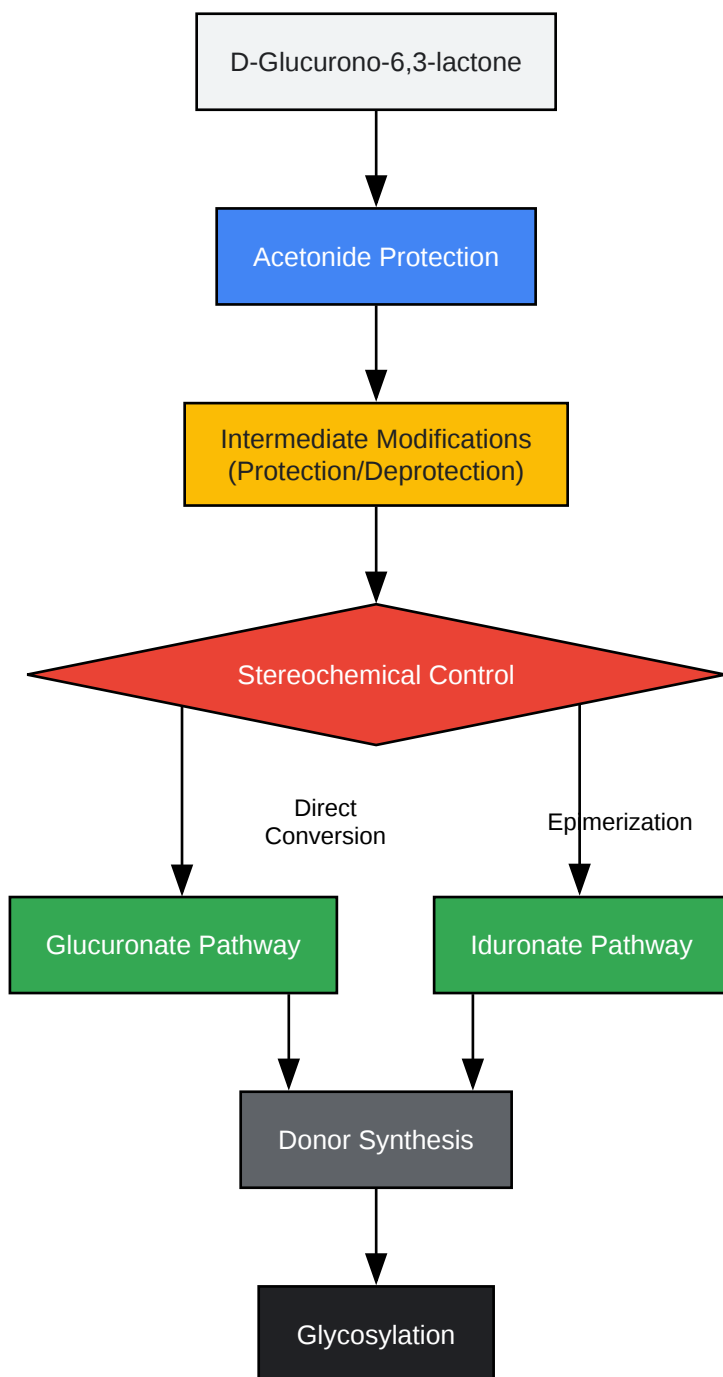 D-Glucurono-6,3-lactone
Acetonide Protection
Intermediate Modifications
(Protection/Deprotection)
Stereochemical Control
Direct
Conversion
Epimerization
Glucuronate Pathway
Iduronate Pathway
Donor Synthesis
Glycosylation